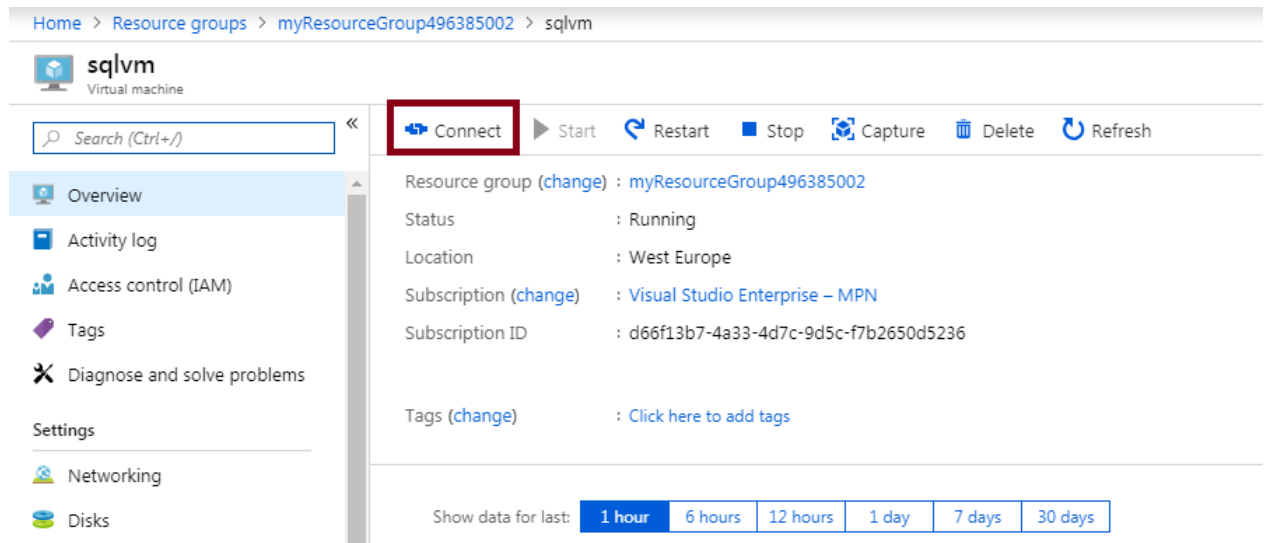 Home > Resource groups > myResourceGroup496385002 > sqlvm
sqlvm
Virtual machine
Search (Ctrl+/)
«
Overview
Activity log
Access control (IAM)
Tags
Diagnose and solve problems
Settings
Networking
Disks
Connect Start Restart Stop Capture Delete Refresh
Resource group (change) : myResourceGroup496385002
Status : Running
Location : West Europe
Subscription (change) : Visual Studio Enterprise – MPN
Subscription ID : d66f13b7-4a33-4d7c-9d5c-f7b2650d5236
Tags (change) : Click here to add tags
Show data for last: 1 hour 6 hours 12 hours 1 day 7 days 30 days